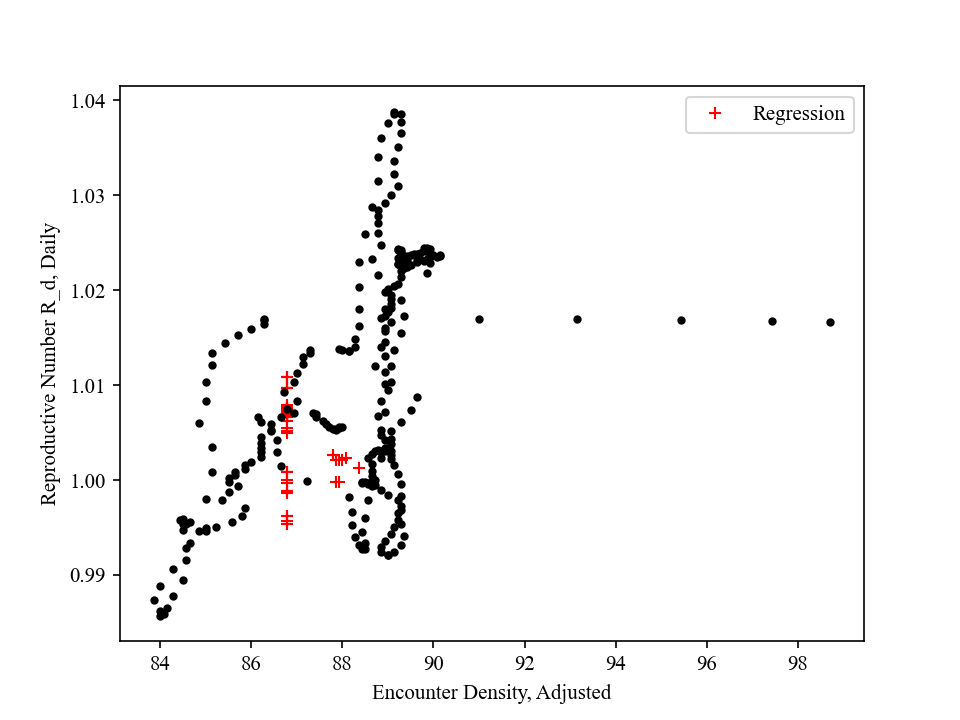 Regression
1.04
1.03
1.02
1.01
1.00
0.99
Reproductive Number R_d, Daily
84 86 88 90 92 94 96 98
Encounter Density, Adjusted